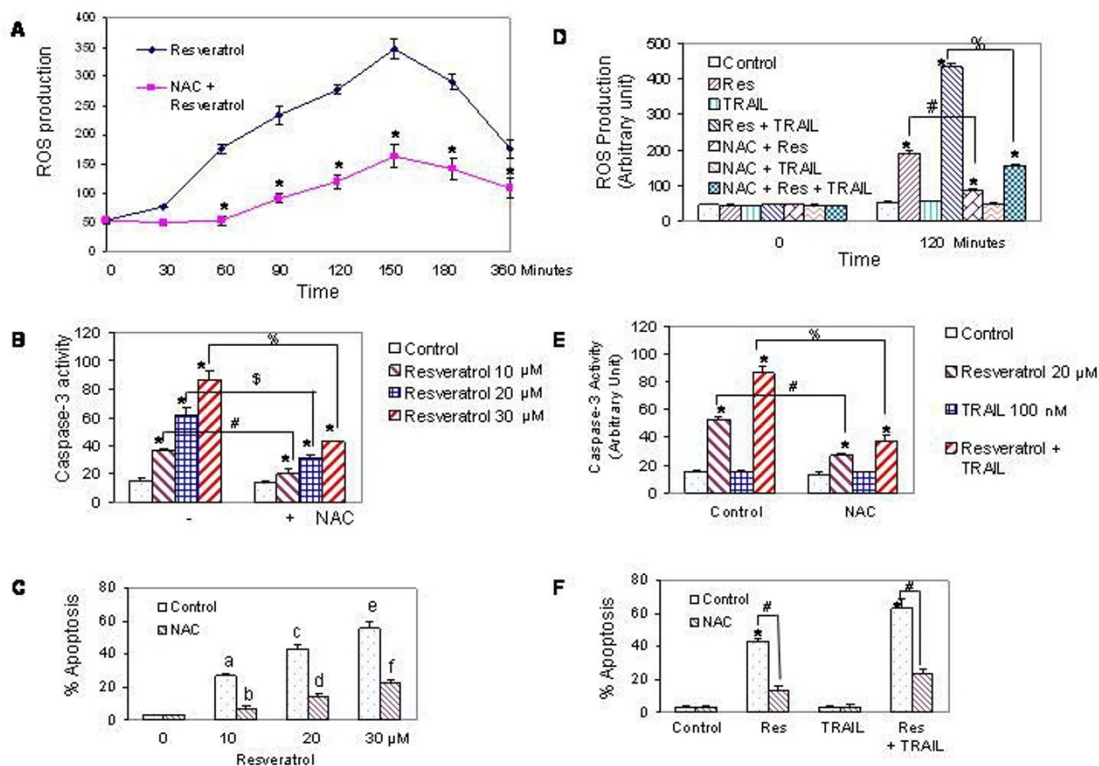 A
ROS production
400
350
300
250
200
150
100
50
0
Resveratrol
NAC +
Resveratrol
*
*
*
*
*
*
0 30 60 90 120 150 180 360 Minutes
Time
D
ROS Production
(Arbitrary unit)
500
400
300
200
100
0
Control
Res
TRAIL
Res + TRAIL
NAC + Res
NAC + TRAIL
NAC + Res + TRAIL
%
#
*
*
*
*
0 120 Minutes
Time
B
Caspase-3 activity
120
100
80
60
40
20
0
%
$
#
*
*
*
*
*
*
- + NAC
Control
Resveratrol 10 µM
Resveratrol 20 µM
Resveratrol 30 µM
E
Caspase-3 Activity
(Arbitrary Unit)
120
100
80
60
40
20
0
%
#
*
*
*
*
Control NAC
Control
Resveratrol 20 µM
TRAIL 100 nM
Resveratrol +
TRAIL
C
% Apoptosis
80
60
40
20
0
Control
NAC
a
b
c
d
e
f
0 10 20 30 µM
Resveratrol
F
% Apoptosis
80
60
40
20
0
Control
NAC
#
*
#
*
Control Res TRAIL Res
+ TRAIL